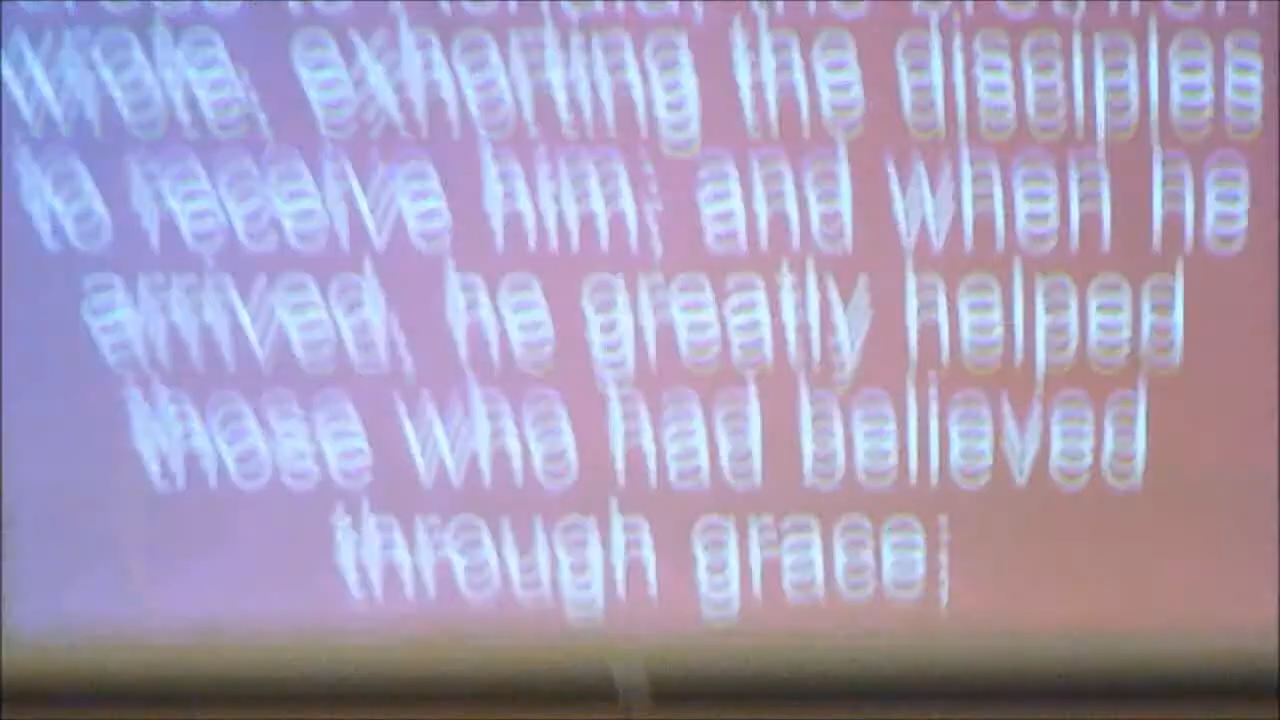 wrote, exhorting the disciples
to receive him; and when he
arrived, he greatly helped
those who had believed
through grace;